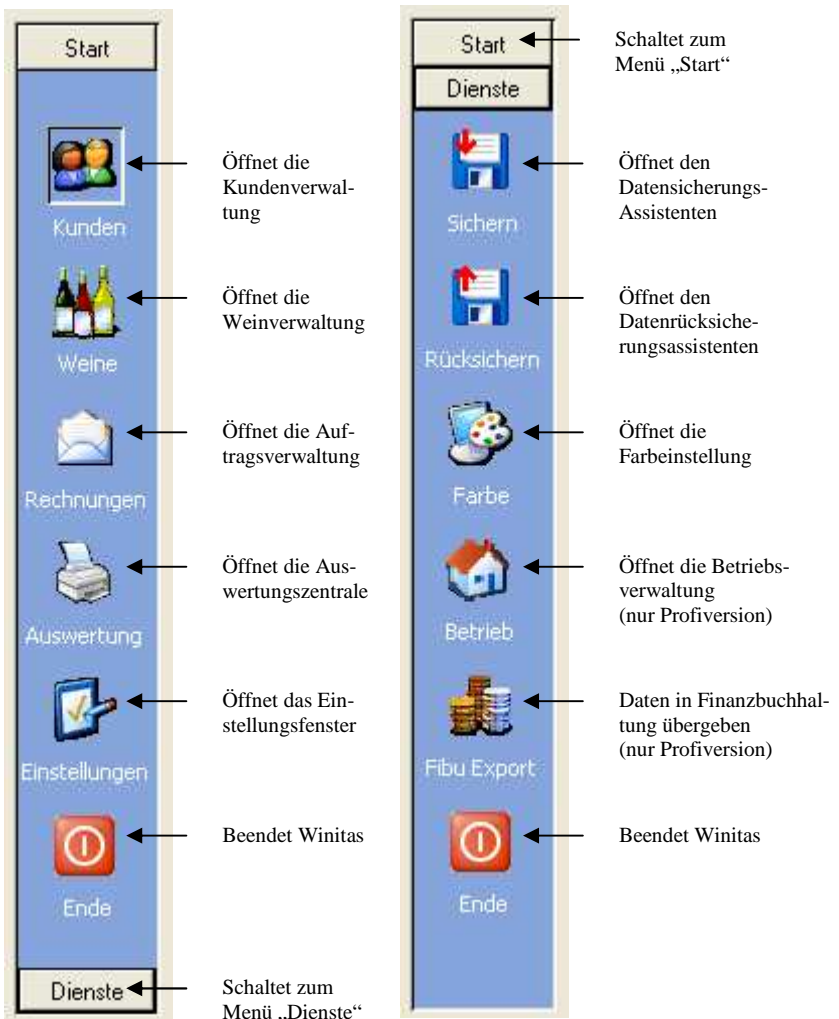 Start
Kunden
Öffnet die
Kundenverwal-
tung
Weine
Öffnet die
Weinverwaltung
Rechnungen
Öffnet die Auf-
tragsverwaltung
Auswertung
Öffnet die Aus-
wertungszentrale
Einstellungen
Öffnet das Ein-
stellungsfenster
Ende
Beendet Winitas
Dienste
Schaltet zum
Menü „Dienste“
Start
Schaltet zum
Menü „Start“
Dienste
Sichern
Öffnet den
Datensicherungs-
Assistenten
Rücksichern
Öffnet den
Datenrücksiche-
rungsassistenten
Farbe
Öffnet die
Farbeinstellung
Betrieb
Öffnet die Betriebs-
verwaltung
(nur Profiversion)
Fibu Export
Daten in Finanzbuchhal-
tung übergeben
(nur Profiversion)
Ende
Beendet Winitas